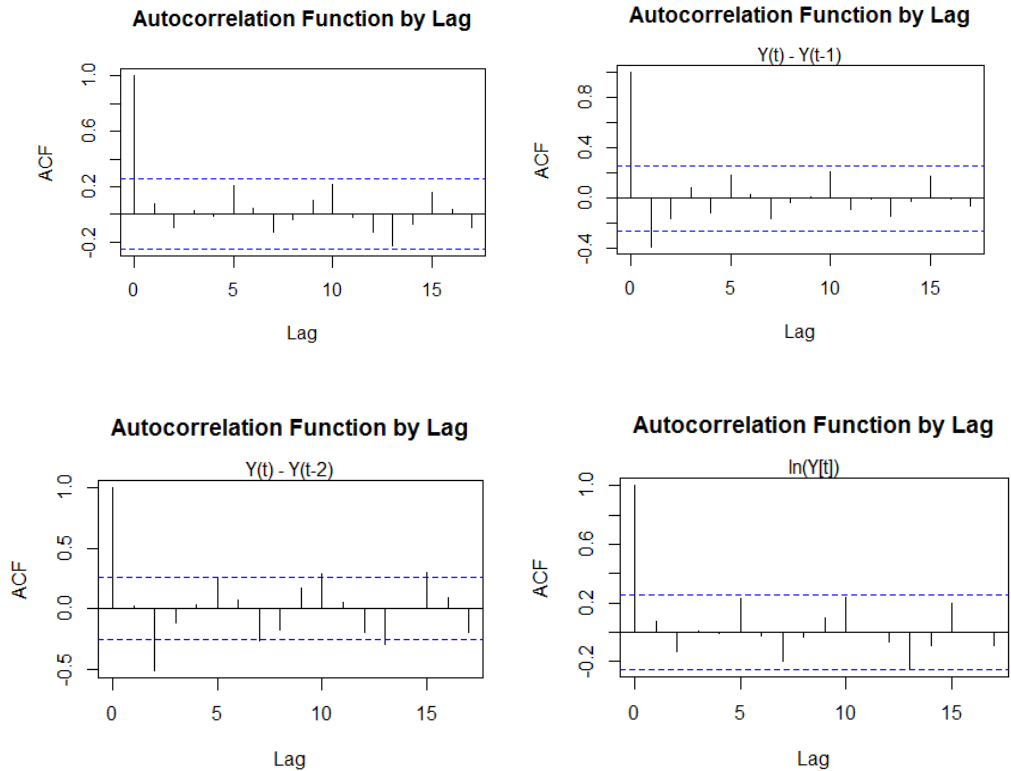 Autocorrelation Function by Lag
ACF
1.0
0.6
0.2
-0.2
0 5 10 15
Lag
Autocorrelation Function by Lag
Y(t) - Y(t-1)
ACF
0.8
0.4
0.0
-0.4
0 5 10 15
Lag
Autocorrelation Function by Lag
Y(t) - Y(t-2)
ACF
1.0
0.5
0.0
-0.5
0 5 10 15
Lag
Autocorrelation Function by Lag
ln(Y[t])
ACF
1.0
0.6
0.2
-0.2
0 5 10 15
Lag